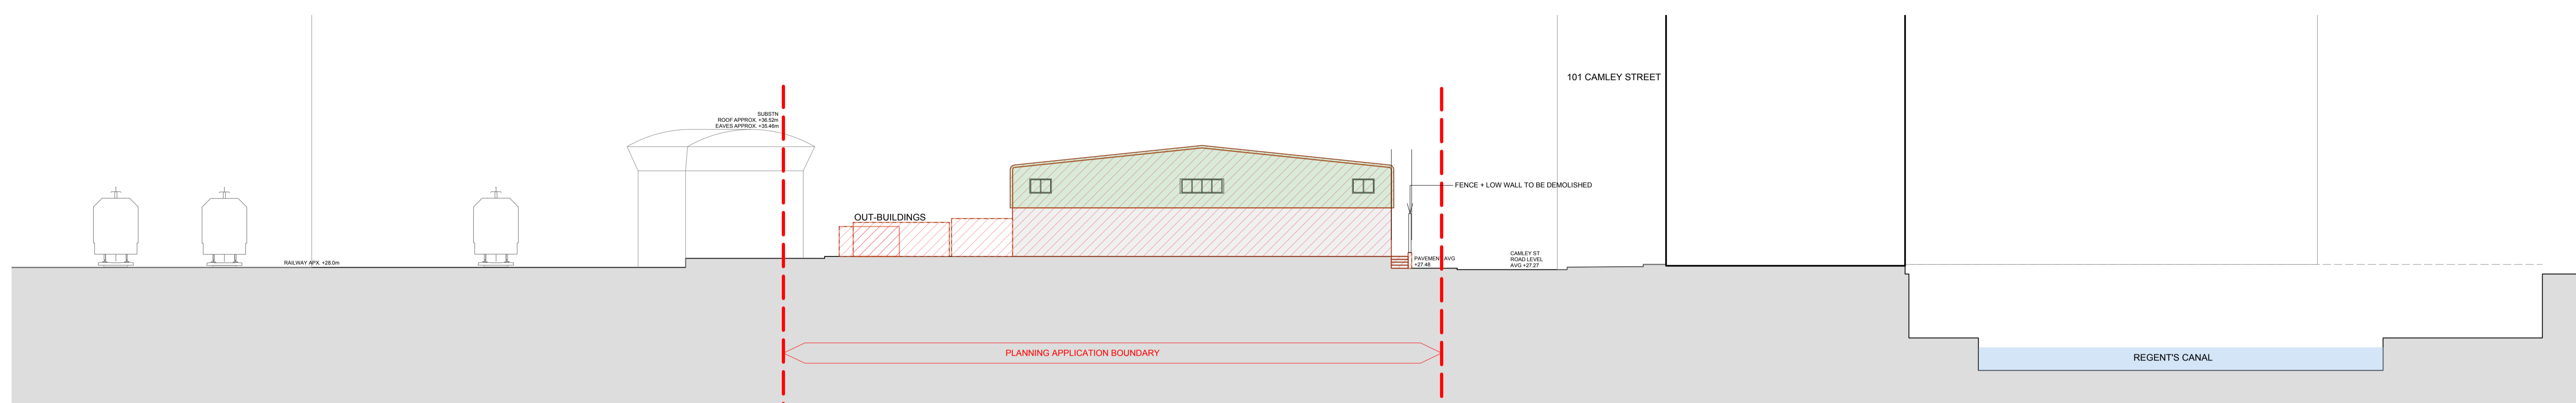 101 CAMLEY STREET
SUBSTN
ROOF APPROX. +36.52m
EAVES APPROX. +35.46m
FENCE + LOW WALL TO BE DEMOLISHED
OUT-BUILDINGS
RAILWAY APX. +28.0m
PAVEMENT AVG
+27.48
CAMLEY ST
ROAD LEVEL
AVG +27.27
PLANNING APPLICATION BOUNDARY
REGENT'S CANAL